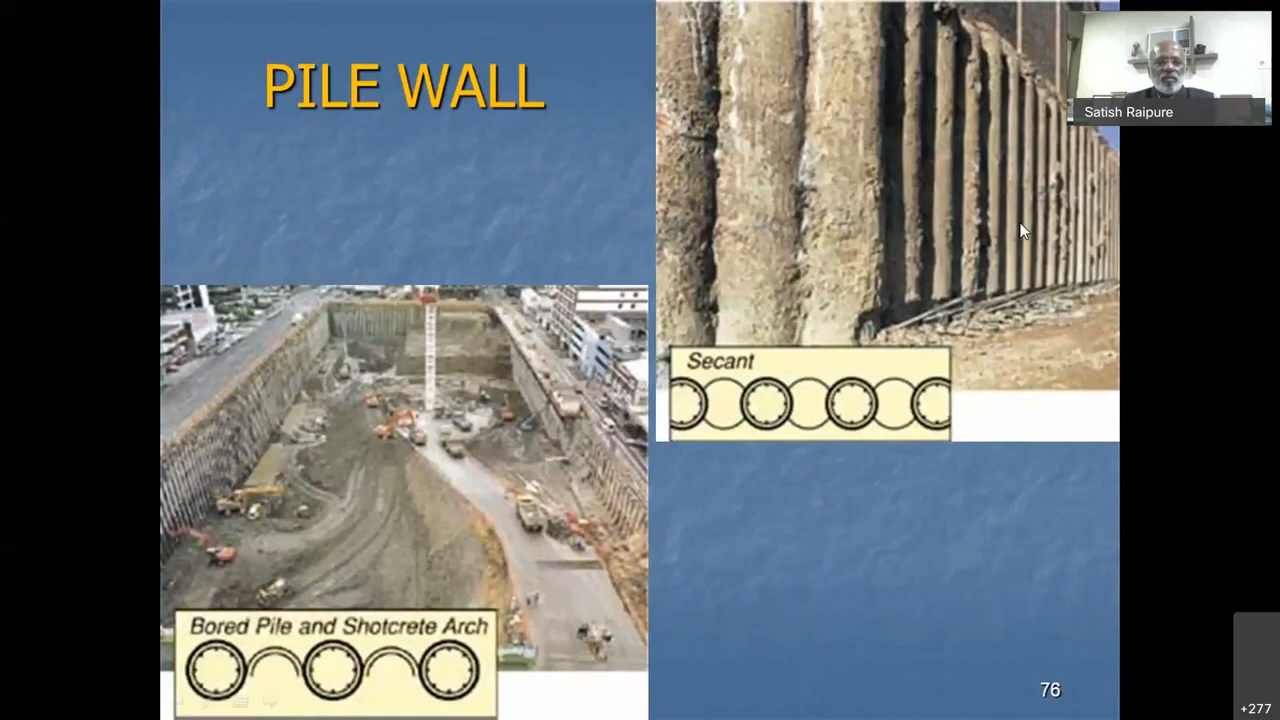 PILE WALL
Satish Raipure
Secant
Bored Pile and Shotcrete Arch
76
+277